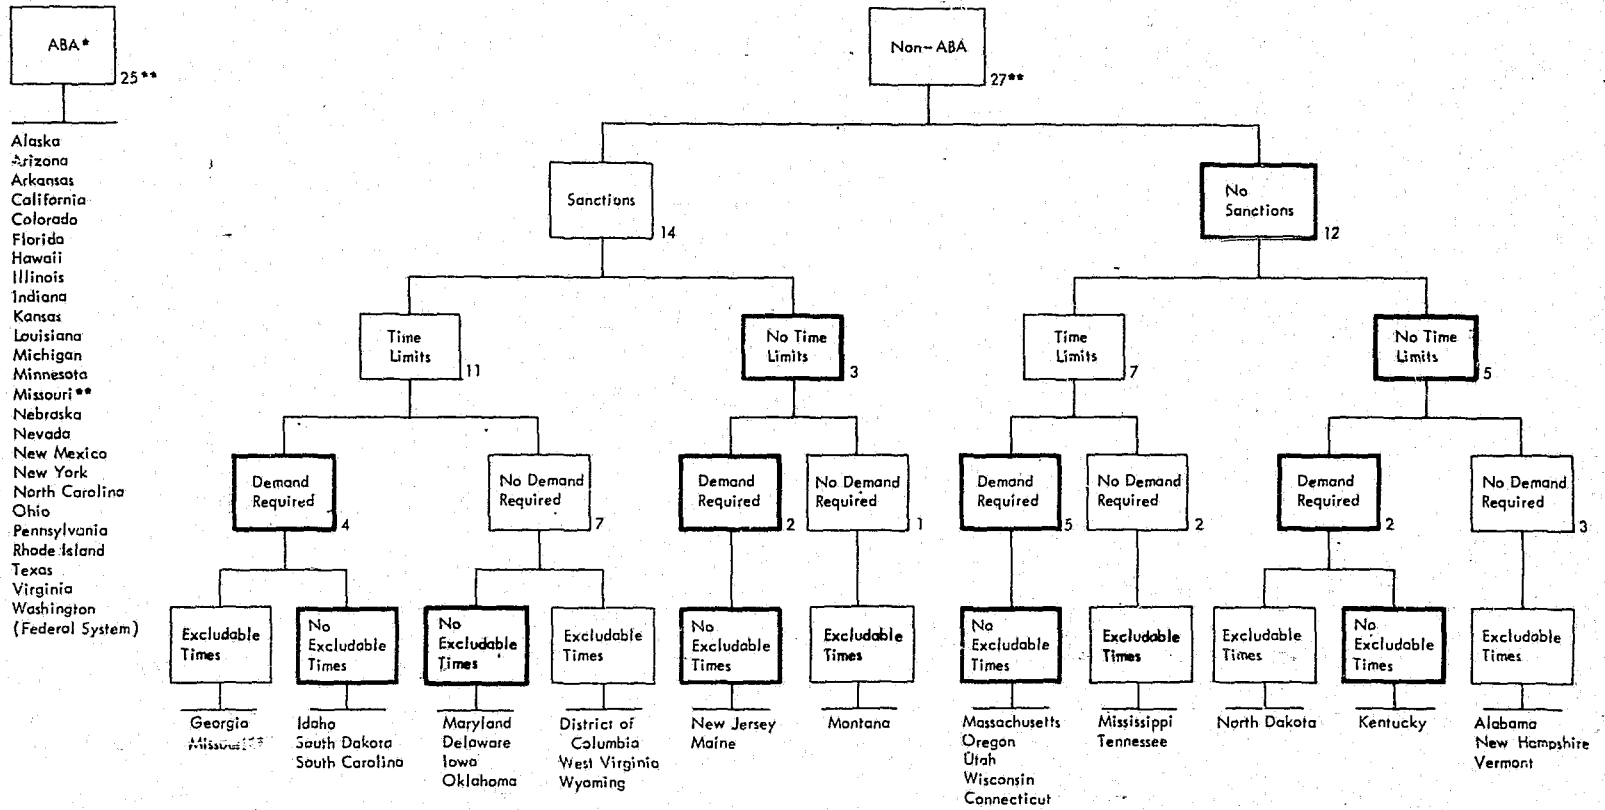 ABA*
25**
Non-ABA
27**
Alaska
Arizona
Arkansas
California
Colorado
Florida
Hawaii
Illinois
Indiana
Kansas
Louisiana
Michigan
Minnesota
Missouri**
Nebraska
Nevada
New Mexico
New York
North Carolina
Ohio
Pennsylvania
Rhode Island
Texas
Virginia
Washington
(Federal System)
Sanctions
14
No
Sanctions
12
Time
Limits
11
No Time
Limits
3
Time
Limits
7
No Time
Limits
5
Demand
Required
4
No Demand
Required
7
Demand
Required
2
No Demand
Required
1
Demand
Required
5
No Demand
Required
2
Demand
Required
2
No Demand
Required
3
Excludable
Times
No
Excludable
Times
No
Excludable
Times
Excludable
Times
No
Excludable
Times
Excludable
Times
No
Excludable
Times
Excludable
Times
Excludable
Times
No
Excludable
Times
Excludable
Times
Georgia
Missouri**
Idaho
South Dakota
South Carolina
Maryland
Delaware
Iowa
Oklahoma
District of
Columbia
West Virginia
Wyoming
New Jersey
Maine
Montana
Massachusetts
Oregon
Utah
Wisconsin
Connecticut
Mississippi
Tennessee
North Dakota
Kentucky
Alabama
New Hampshire
Vermont